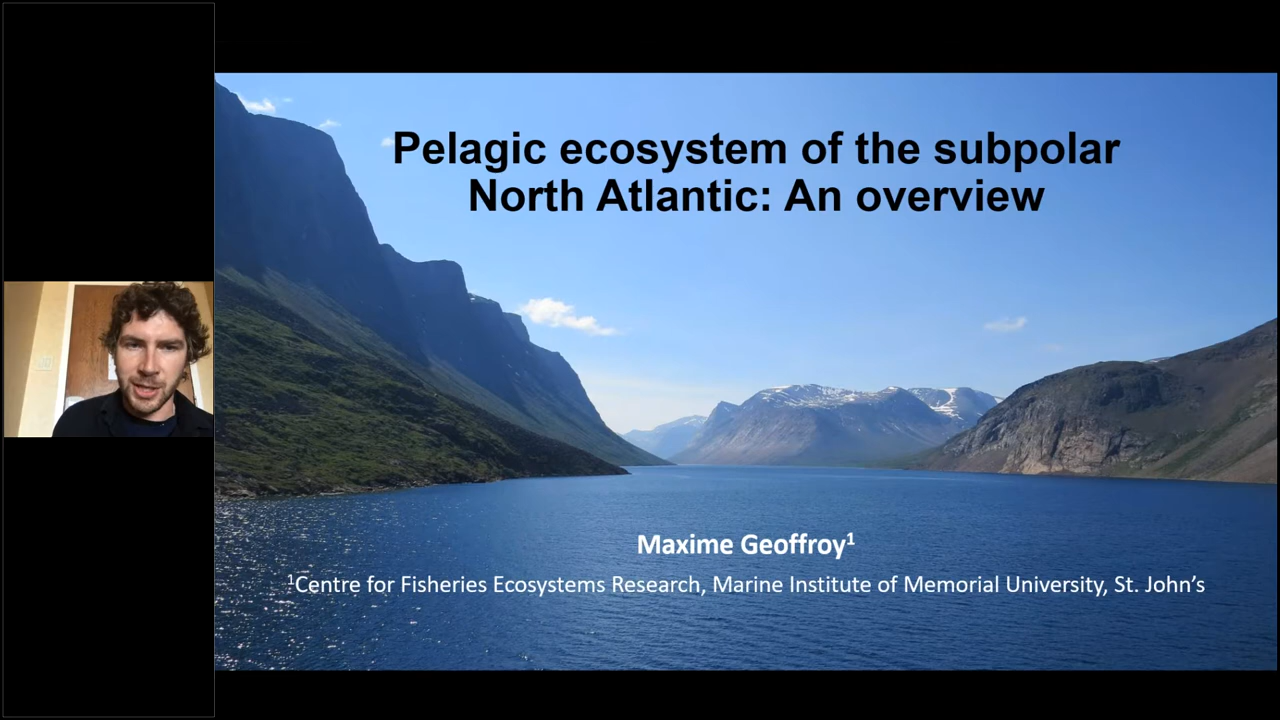 Pelagic ecosystem of the subpolar
North Atlantic: An overview
Maxime Geoffroy¹
¹Centre for Fisheries Ecosystems Research, Marine Institute of Memorial University, St. John’s